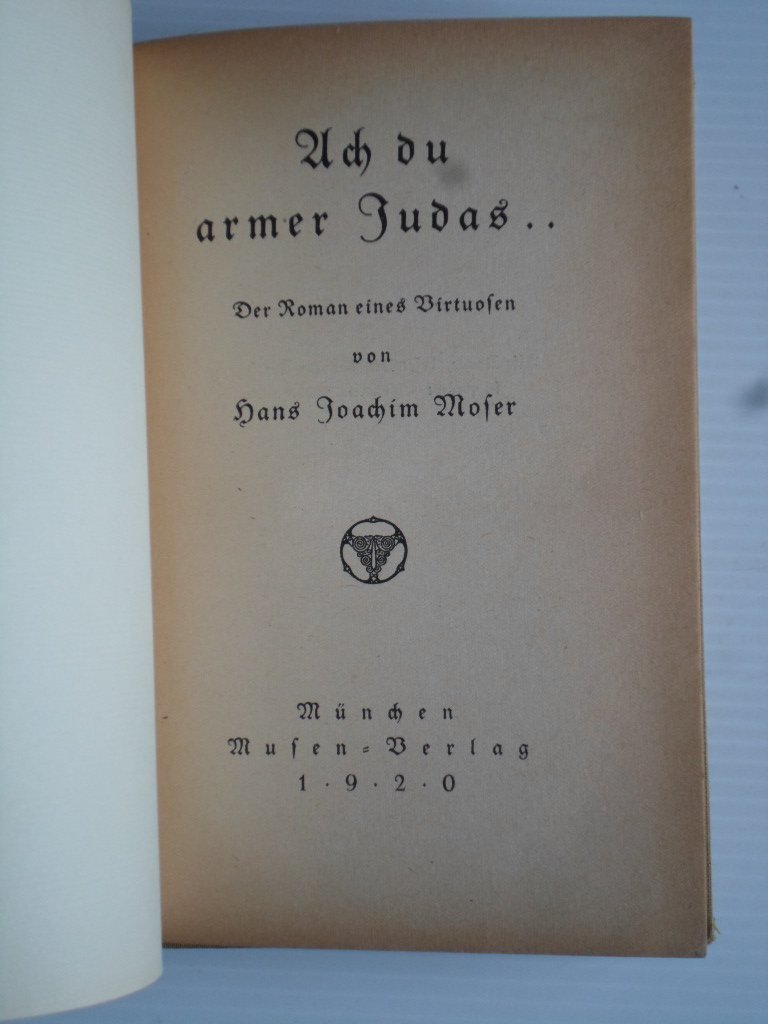 Ach du
armer Judas..
Der Roman eines Virtuosen
von
Hans Joachim Moser
München
Musen-Verlag
1·9·2·0